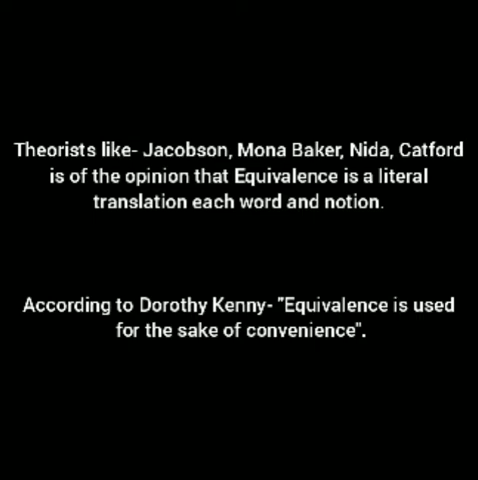 Theorists like- Jacobson, Mona Baker, Nida, Catford
is of the opinion that Equivalence is a literal
translation each word and notion.
According to Dorothy Kenny- "Equivalence is used
for the sake of convenience".